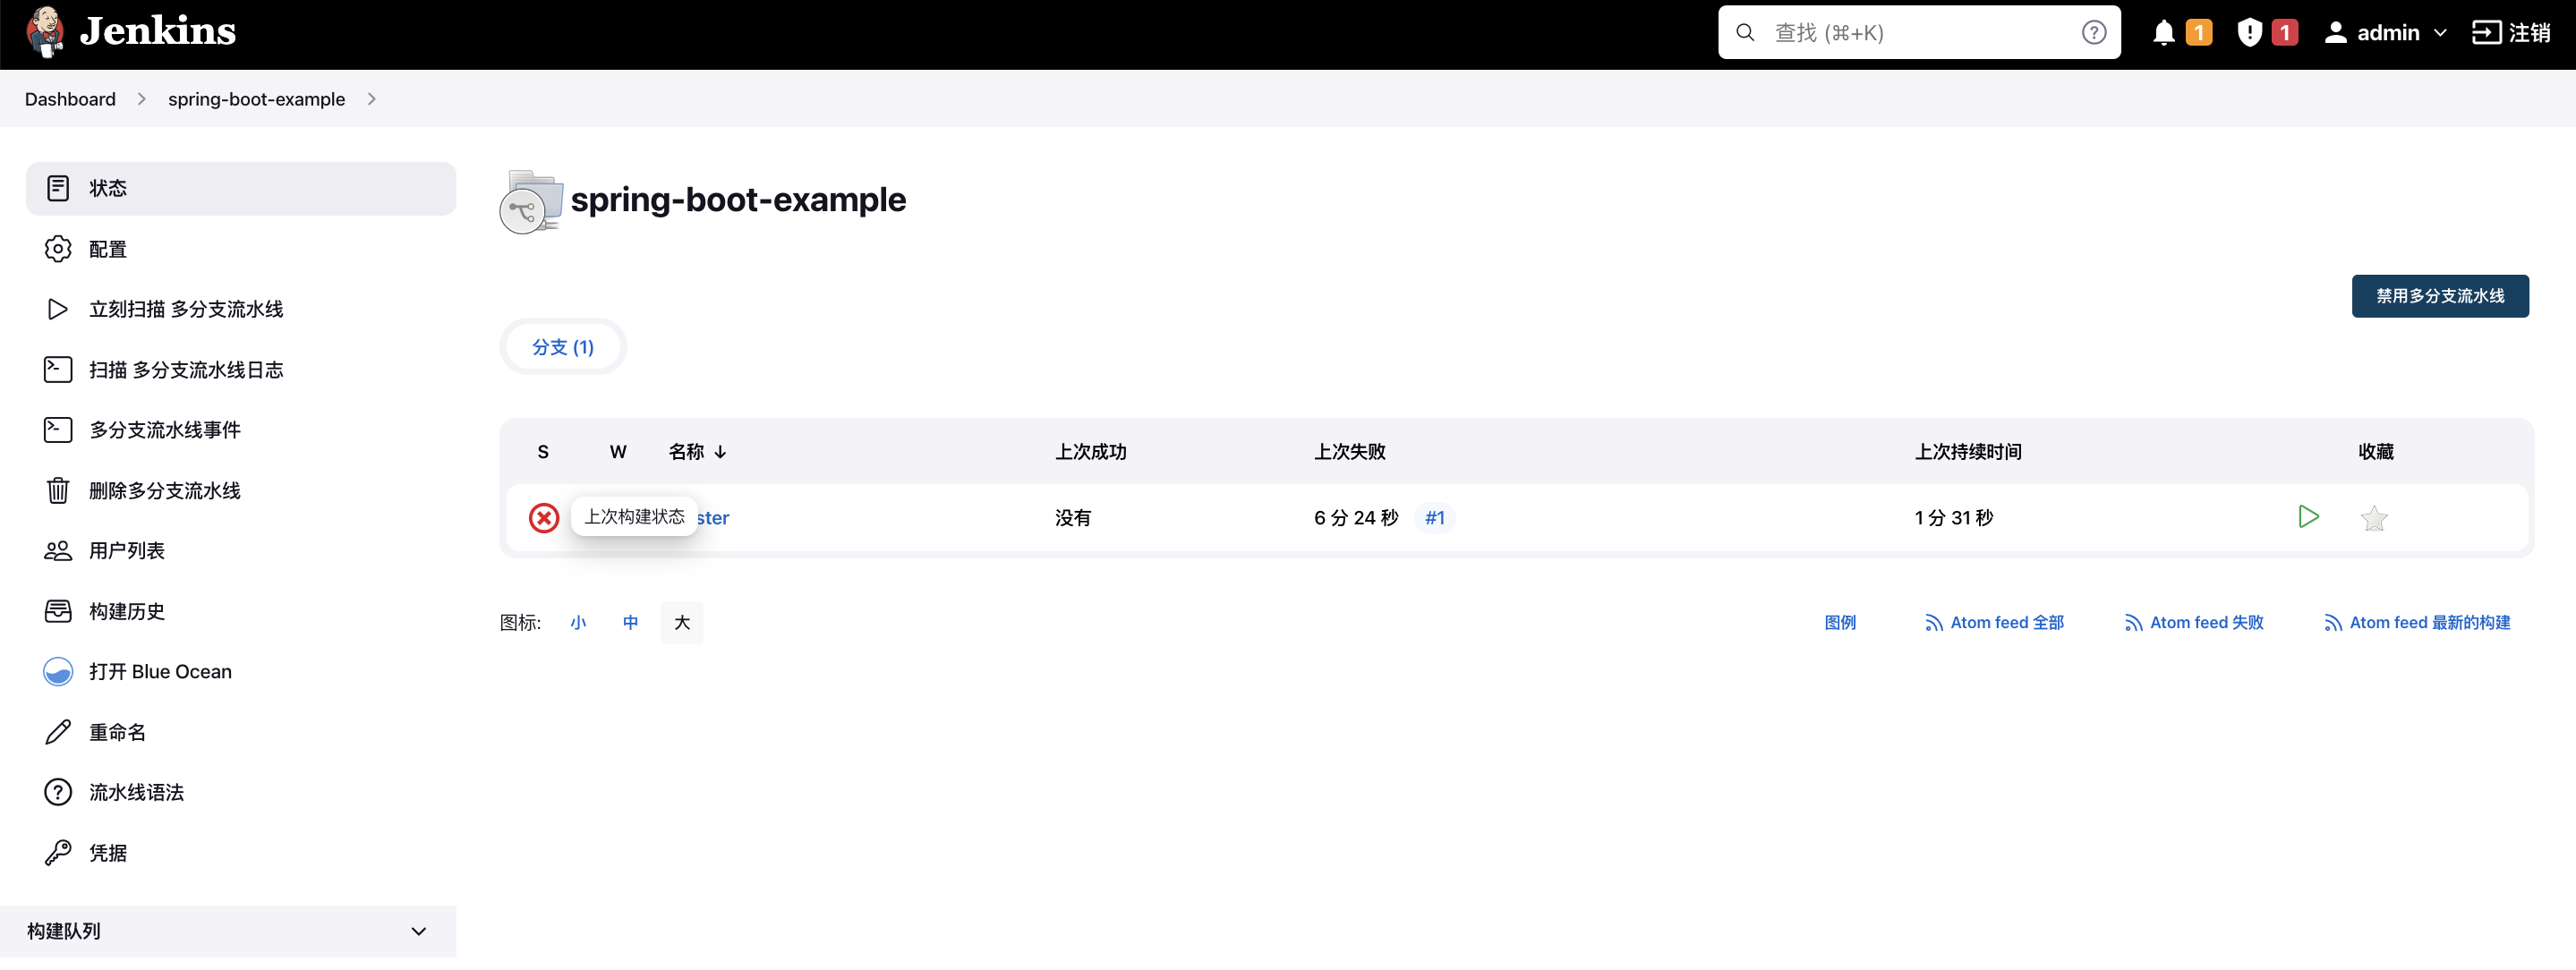 Jenkins
查找 (⌘+K)
1
1
admin
注销
Dashboard
spring-boot-example
状态
配置
立刻扫描 多分支流水线
扫描 多分支流水线日志
多分支流水线事件
删除多分支流水线
用户列表
构建历史
打开 Blue Ocean
重命名
流水线语法
凭据
构建队列
spring-boot-example
禁用多分支流水线
分支 (1)
S W 名称 ↓ 上次成功 上次失败 上次持续时间 收藏
上次构建状态 ster 没有 6 分 24 秒 #1 1 分 31 秒
图标: 小 中 大
图例 Atom feed 全部 Atom feed 失败 Atom feed 最新的构建